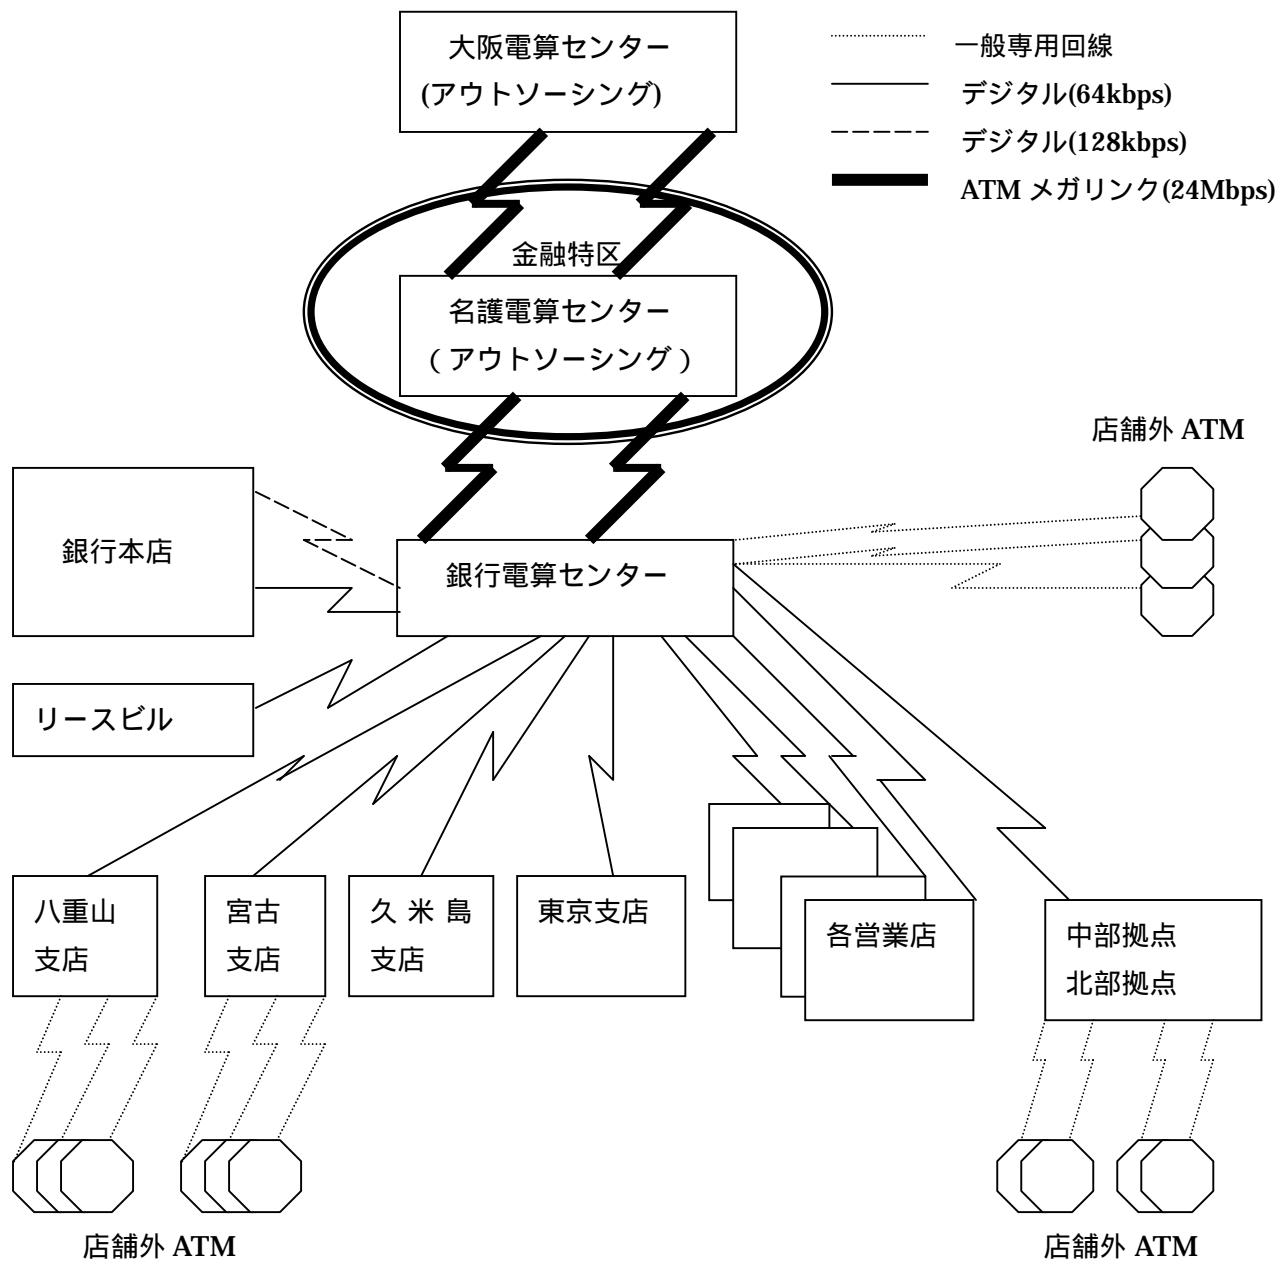 大阪電算センター
(アウトソーシング)
一般専用回線
デジタル(64kbps)
デジタル(128kbps)
ATM メガリンク(24Mbps)
金融特区
名護電算センター
（アウトソーシング）
店舗外 ATM
銀行本店
銀行電算センター
リースビル
八重山
支店
宮古
支店
久 米 島
支店
東京支店
各営業店
中部拠点
北部拠点
店舗外 ATM
店舗外 ATM